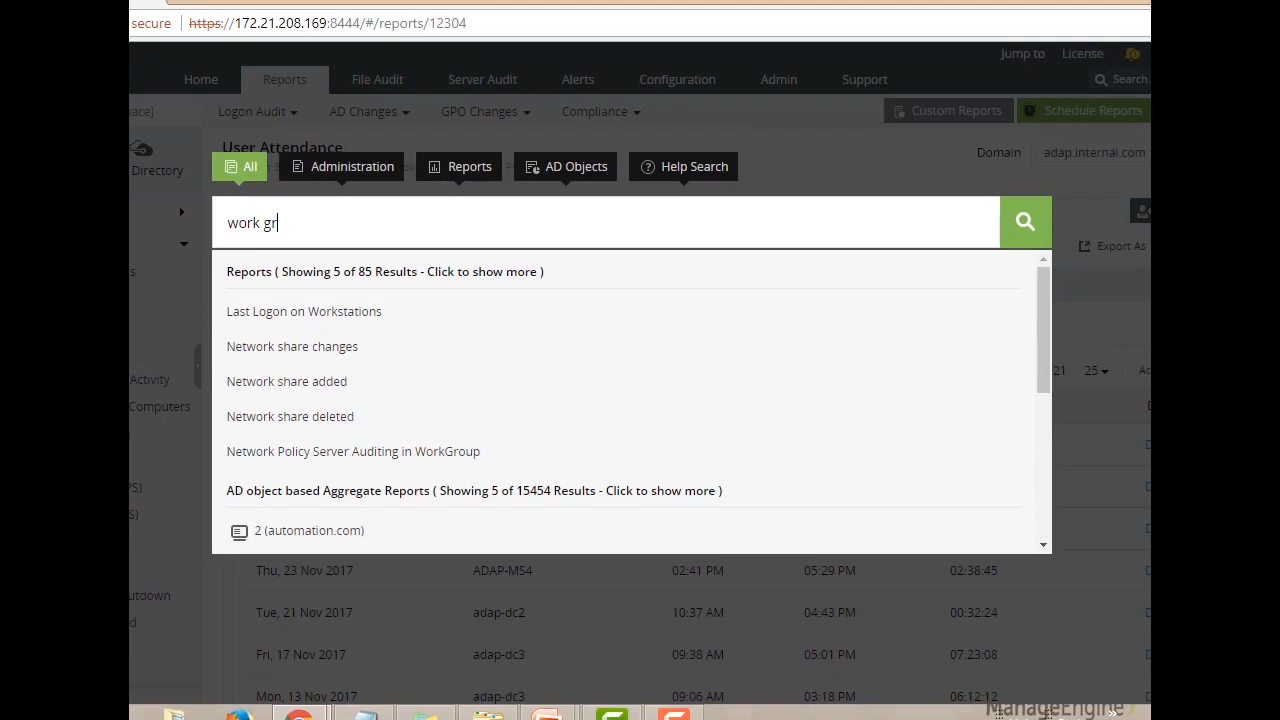 secure https://172.21.208.169:8444/#/reports/12304
Jump to License
Home Reports File Audit Server Audit Alerts Configuration Admin Support Search.
pace] Logon Audit AD Changes GPO Changes Compliance Custom Reports Schedule Reports
User Attendance
Directory All Administration Reports AD Objects Help Search Domain adap.internal.com
work gr
Export As
Reports ( Showing 5 of 85 Results - Click to show more )
Last Logon on Workstations
Network share changes
Activity Network share added 21 25
Computers
Network share deleted
Network Policy Server Auditing in WorkGroup
AD object based Aggregate Reports ( Showing 5 of 15454 Results - Click to show more )
2 (automation.com)
Thu, 23 Nov 2017 ADAP-MS4 02:41 PM 05:29 PM 02:38:45
utdown
Tue, 21 Nov 2017 adap-dc2 10:37 AM 04:43 PM 00:32:24
Fri, 17 Nov 2017 adap-dc3 09:38 AM 05:01 PM 07:23:08
Mon, 13 Nov 2017 adap-dc3 09:06 AM 03:18 PM 06:12:12
ManageEngine